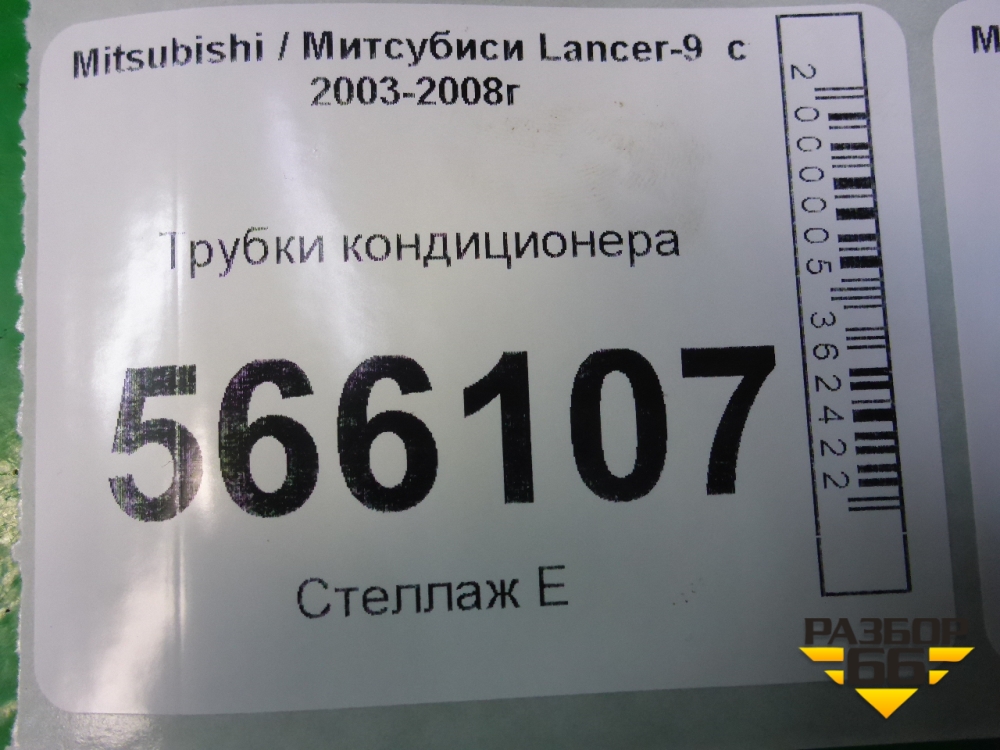 Mitsubishi / Митсубиси Lancer-9 с
2003-2008г
Трубки кондиционера
566107
Стеллаж Е
2000005362422
М
РАЗБОР
66